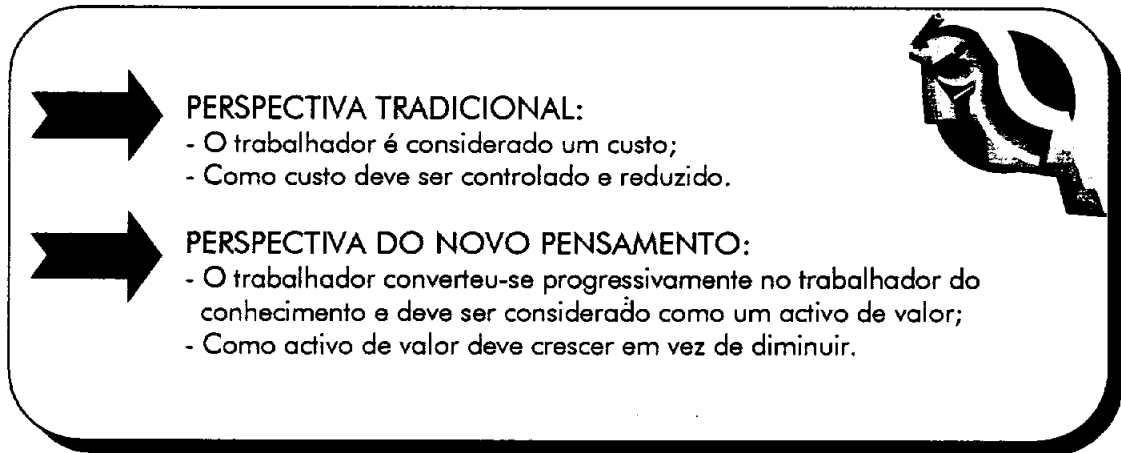 PERSPECTIVA TRADICIONAL:
- O trabalhador é considerado um custo;
- Como custo deve ser controlado e reduzido.
PERSPECTIVA DO NOVO PENSAMENTO:
- O trabalhador converteu-se progressivamente no trabalhador do
conhecimento e deve ser considerado como um activo de valor;
- Como activo de valor deve crescer em vez de diminuir.